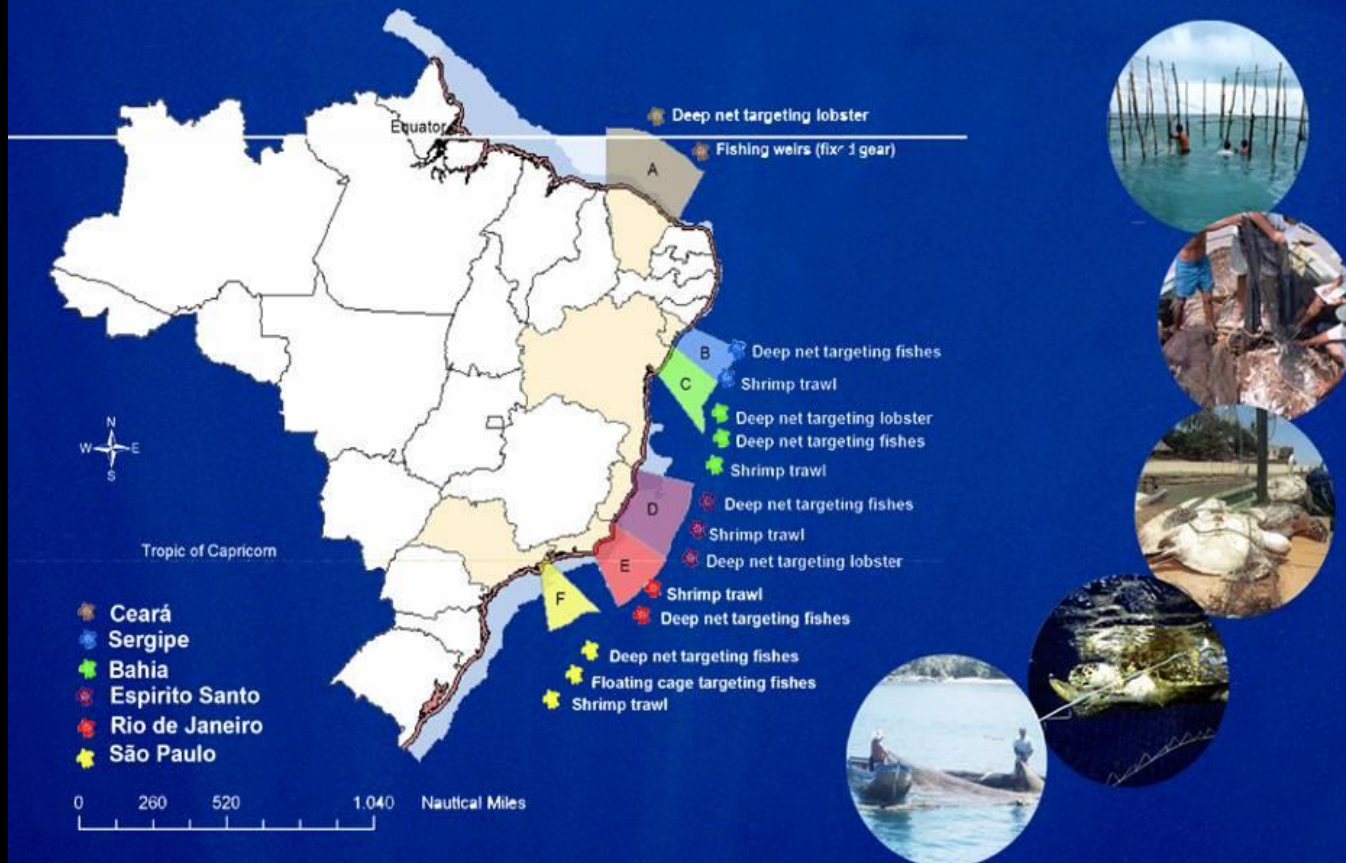 Deep net targeting lobster
Equator
Fishing weirs (fixed gear)
A
B
Deep net targeting fishes
C
Shrimp trawl
Deep net targeting lobster
Deep net targeting fishes
Shrimp trawl
N
W E
S
D
Deep net targeting fishes
Shrimp trawl
Deep net targeting lobster
Tropic of Capricorn
E
Shrimp trawl
Deep net targeting fishes
F
Deep net targeting fishes
Floating cage targeting fishes
Shrimp trawl
Ceará
Sergipe
Bahia
Espirito Santo
Rio de Janeiro
São Paulo
0 260 520 1.040 Nautical Miles